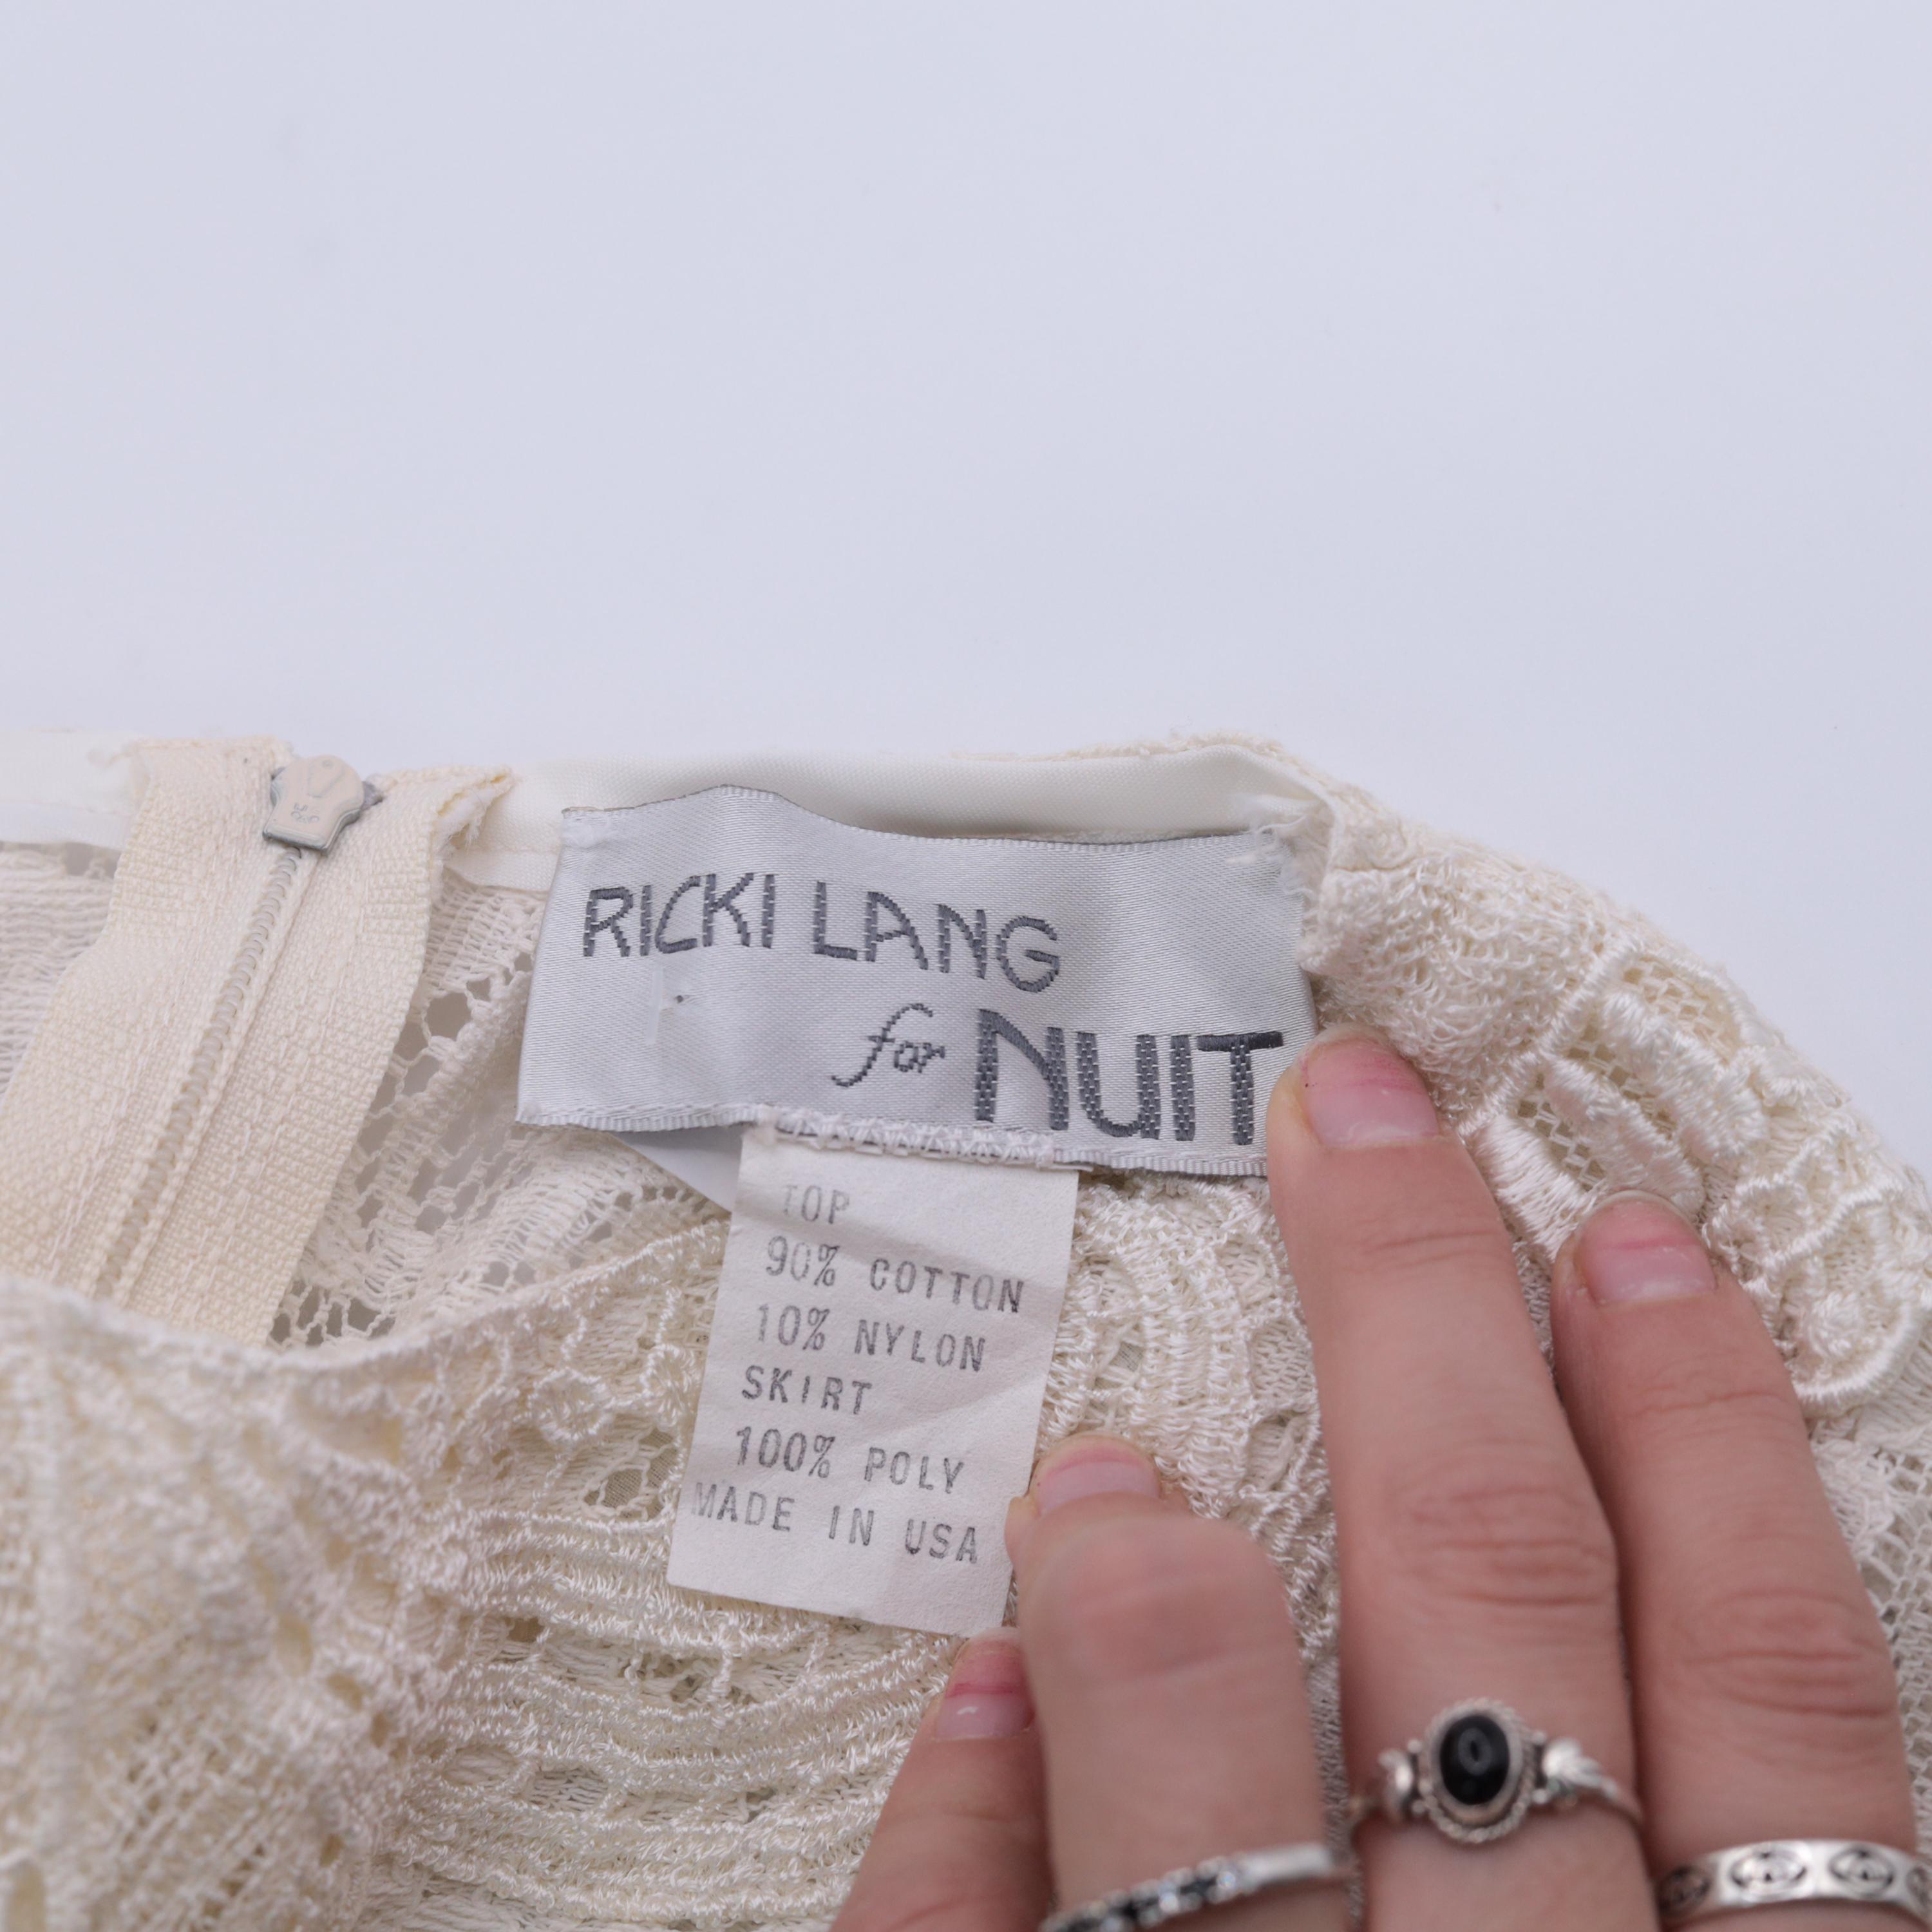 RICKI LANG
for NUIT
TOP
90% COTTON
10% NYLON
SKIRT
100% POLY
MADE IN USA